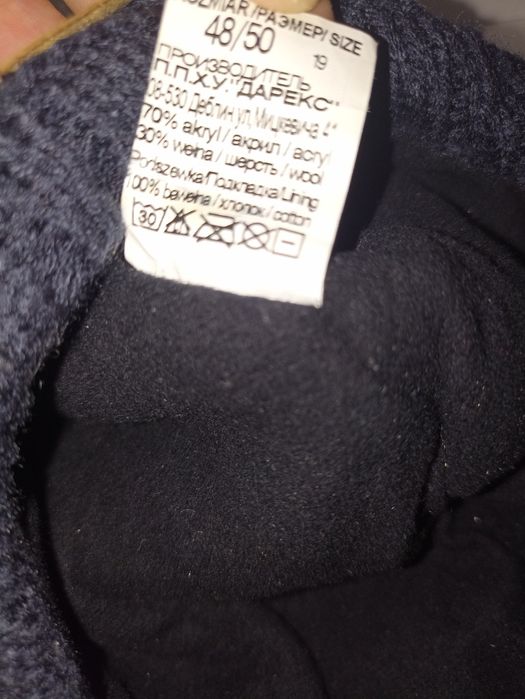 ROZMIAR/РАЗМЕР/SIZE
48/50
19
ПРОИЗВОДИТЕЛЬ
П.П.Х.У."ДАРЕКС"
08-530 Деблин ул. Мицкевича 4
70% akryl/акрил/acryl
30% wełna/шерсть/wool
Podszewka/Подкладка/Lining
100% bawełna/хлопок/cotton
30